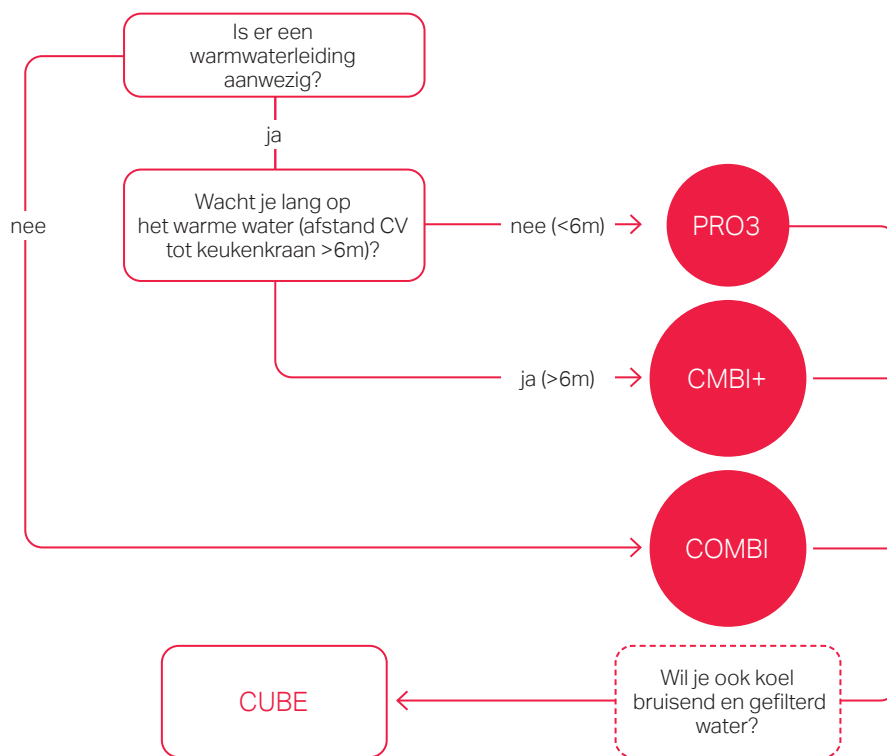 Is er een
warmwaterleiding
aanwezig?
ja
Wacht je lang op
het warme water (afstand CV
tot keukenkraan >6m)?
nee
nee (<6m)
PRO3
ja (>6m)
CMBI+
COMBI
Wil je ook koel
bruisend en gefilterd
water?
CUBE